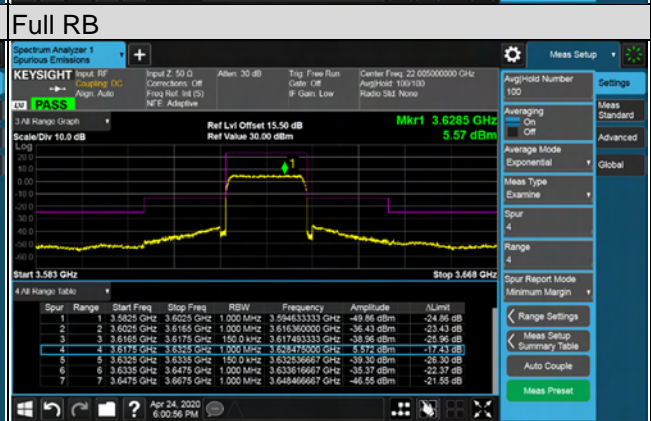 Full RB
Spectrum Analyzer 1
Spurious Emissions
+
Meas Setup
KEYSIGHT Input: RF
Coupling: DC
Align: Auto
Input Z: 50 Ω
Corrections: Off
Freq Ref: Int (S)
NFE: Adaptive
Atten: 30 dB
Trig: Free Run
Gate: Off
IF Gain: Low
Center Freq: 22.005000000 GHz
Avg|Hold: 100/100
Radio Std: None
PASS
3 All Range Graph
Ref Lvl Offset 15.50 dB
Mkr1 3.6285 GHz
Scale/Div 10.0 dB
Ref Value 30.00 dBm
5.57 dBm
Log
20.0
10.0
0.00
-10.0
-20.0
-30.0
-40.0
-50.0
-60.0
1
Start 3.583 GHz
Stop 3.668 GHz
4 All Range Table
Spur Range Start Freq Stop Freq RBW Frequency Amplitude ΔLimit
1 1 3.5825 GHz 3.6025 GHz 1.000 MHz 3.594633333 GHz -49.86 dBm -24.86 dB
2 2 3.6025 GHz 3.6165 GHz 1.000 MHz 3.616360000 GHz -36.43 dBm -23.43 dB
3 3 3.6165 GHz 3.6175 GHz 150.0 kHz 3.617493333 GHz -38.96 dBm -25.96 dB
4 4 3.6175 GHz 3.6325 GHz 1.000 MHz 3.628475000 GHz 5.572 dBm -17.43 dB
5 5 3.6325 GHz 3.6335 GHz 150.0 kHz 3.632536667 GHz -39.30 dBm -26.30 dB
6 6 3.6335 GHz 3.6475 GHz 1.000 MHz 3.633616667 GHz -35.37 dBm -22.37 dB
7 7 3.6475 GHz 3.6675 GHz 1.000 MHz 3.648466667 GHz -46.55 dBm -21.55 dB
Avg|Hold Number
100
Averaging
On
Off
Average Mode
Exponential
Meas Type
Examine
Spur
4
Range
4
Spur Report Mode
Minimum Margin
Range Settings
Meas Setup
Summary Table
Auto Couple
Meas Preset
Settings
Meas
Standard
Advanced
Global
?
Apr 24, 2020
6:00:56 PM